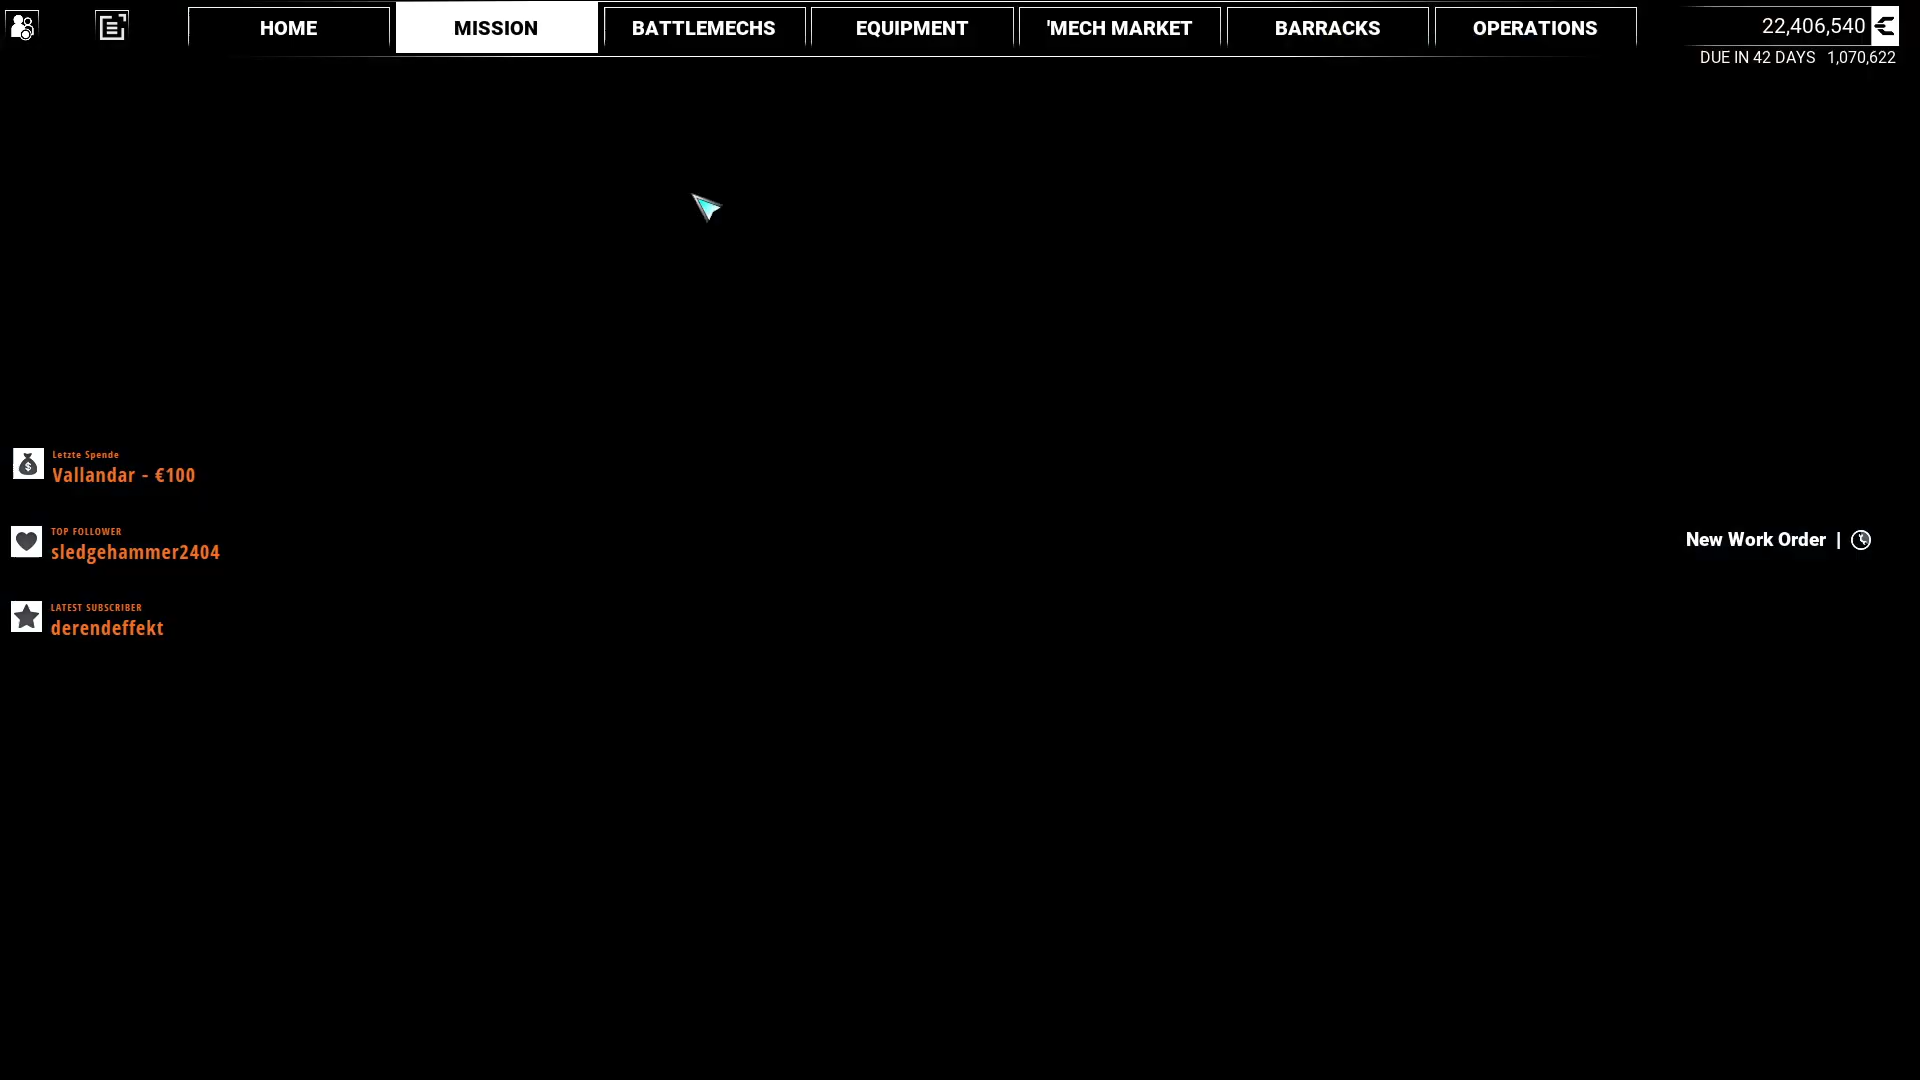 HOME
MISSION
BATTLEMECHS
EQUIPMENT
'MECH MARKET
BARRACKS
OPERATIONS
22,406,540
DUE IN 42 DAYS 1,070,622
Letzte Spende
Vallandar - €100
TOP FOLLOWER
sledgehammer2404
New Work Order |
LATEST SUBSCRIBER
derendeffekt